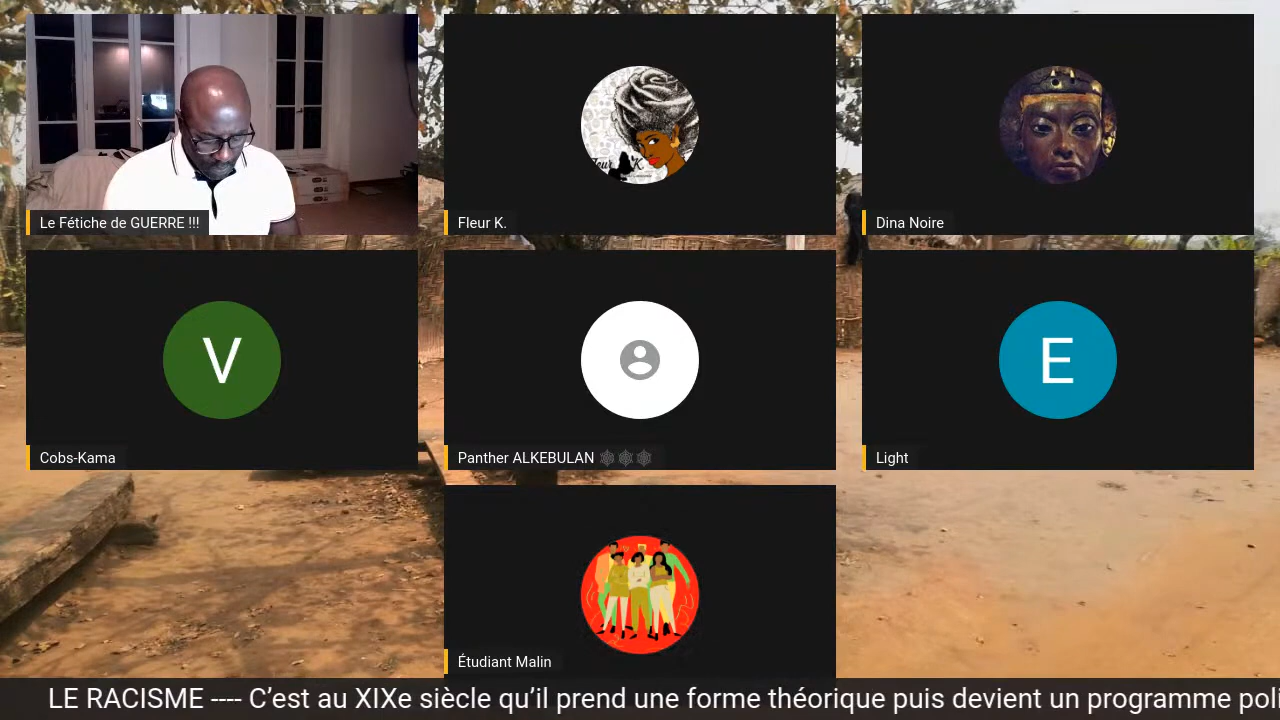 Le Fétiche de GUERRE !!!
Fleur K.
Dina Noire
V
Cobs-Kama
Panther ALKEBULAN 🕸🕸🕸
E
Light
Étudiant Malin
LE RACISME ---- C’est au XIXe siècle qu’il prend une forme théorique puis devient un programme poli